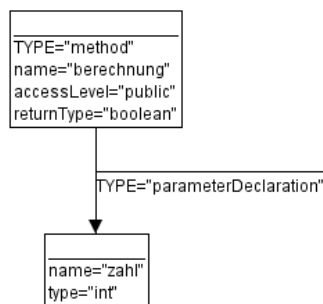 TYPE="method"
name="berechnung"
accessLevel="public"
returnType="boolean"
TYPE="parameterDeclaration"
name="zahl"
type="int"